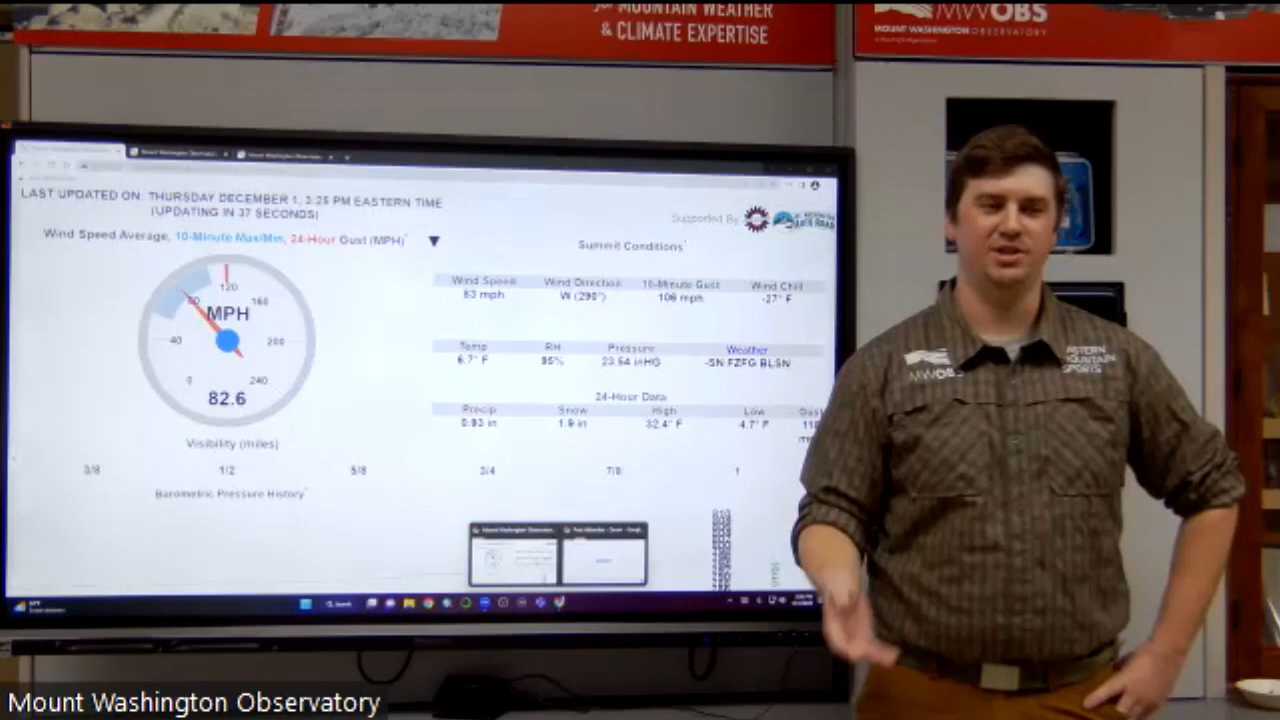 for MOUNTAIN WEATHER
& CLIMATE EXPERTISE
MWOBS
MOUNT WASHINGTON OBSERVATORY
LAST UPDATED ON: THURSDAY DECEMBER 1, 3:25 PM EASTERN TIME
(UPDATING IN 37 SECONDS)
Supported By
Wind Speed Average, 10-Minute Max/Min, 24-Hour Gust (MPH)
Summit Conditions
Wind Speed Wind Direction 10-Minute Gust Wind Chill
83 mph W (290°) 106 mph -27° F
0 40 80 120 160 200 240
MPH
82.6
Temp RH Pressure Weather
6.7° F 95% 23.54 inHG -SN FZFG BLSN
24-Hour Data
Precip Snow High Low Gust
0.93 in 1.9 in 32.4° F 4.7° F
Visibility (miles)
3/8 1/2 5/8 3/4 7/8 1
Barometric Pressure History
Search
MWOBS
EASTERN
MOUNTAIN
SPORTS
Mount Washington Observatory